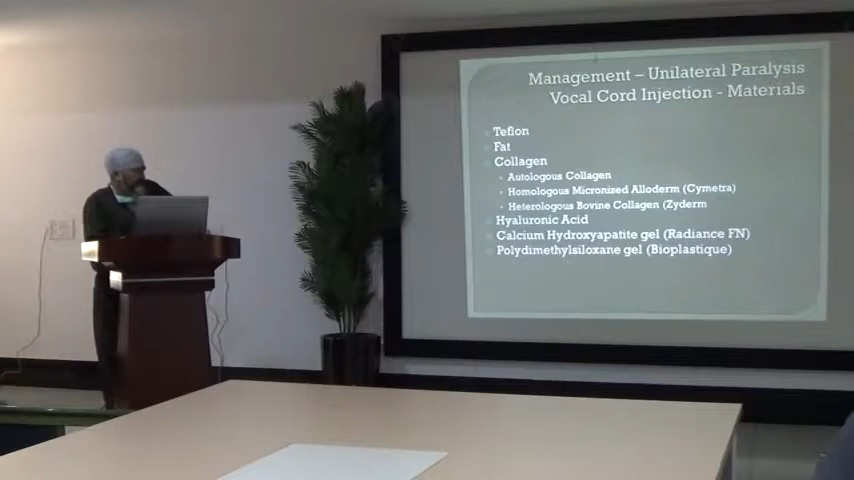 Management – Unilateral Paralysis
Vocal Cord Injection - Materials
Teflon
Fat
Collagen
Autologous Collagen
Homologous Micronized Alloderm (Cymetra)
Heterologous Bovine Collagen (Zyderm
Hyaluronic Acid
Calcium Hydroxyapatite gel (Radiance FN)
Polydimethylsiloxane gel (Bioplastique)